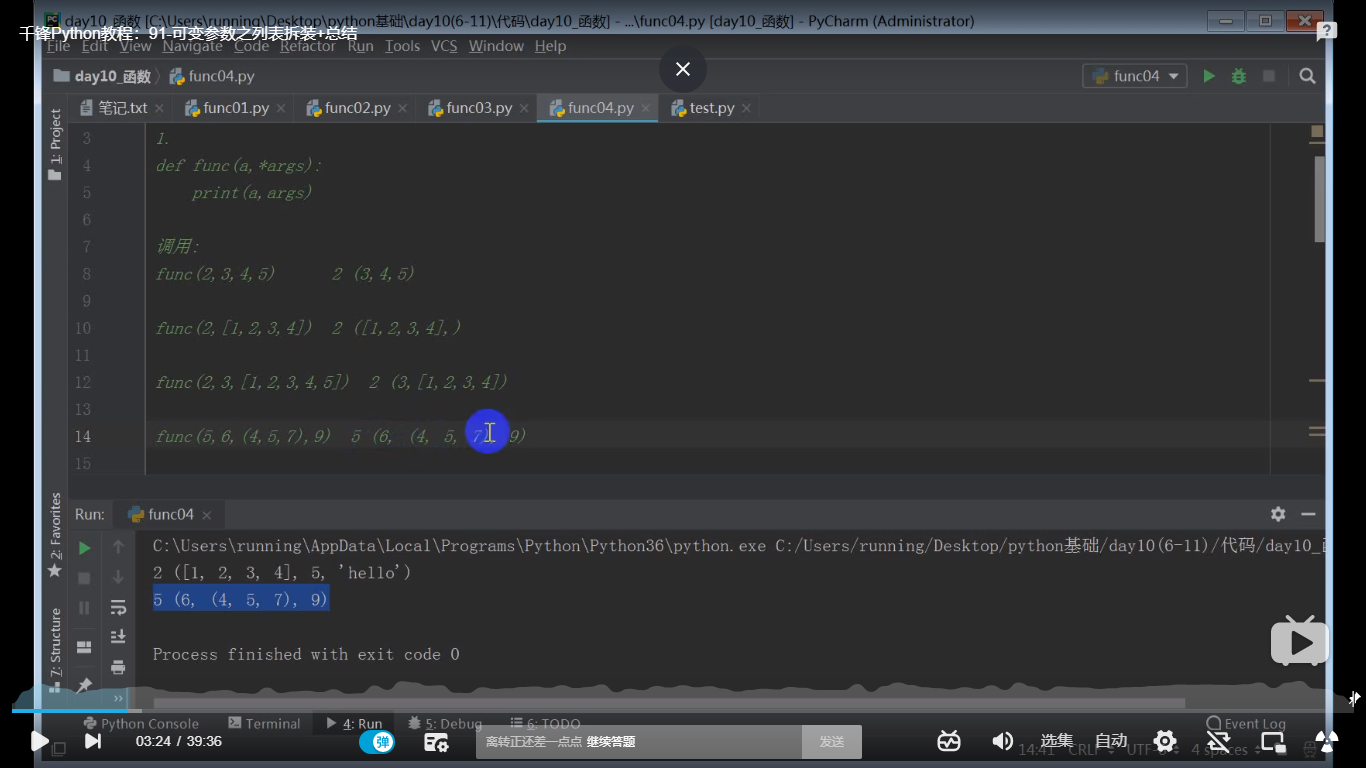 day10_函数 [C:\Users\running\Desktop\python基础\day10(6-11)\代码\day10_函数] - ...\func04.py [day10_函数] - PyCharm (Administrator)
千锋Python教程：91-可变参数之列表拆装+总结
File Edit View Navigate Code Refactor Run Tools VCS Window Help
day10_函数 func04.py func04
笔记.txt func01.py func02.py func03.py func04.py test.py
1: Project
3 1.
4 def func(a,*args):
5 print(a,args)
6
7 调用:
8 func(2,3,4,5) 2 (3,4,5)
9
10 func(2,[1,2,3,4]) 2 ([1,2,3,4],)
11
12 func(2,3,[1,2,3,4,5]) 2 (3,[1,2,3,4])
13
14 func(5,6,(4,5,7),9) 5 (6, (4, 5, 7), 9)
15
2: Favorites
7: Structure
Run: func04
C:\Users\running\AppData\Local\Programs\Python\Python36\python.exe C:/Users/running/Desktop/python基础/day10(6-11)/代码/day10_
2 ([1, 2, 3, 4], 5, 'hello')
5 (6, (4, 5, 7), 9)
Process finished with exit code 0
Python Console Terminal 4: Run 5: Debug 6: TODO Event Log
03:24 / 39:36 弹 离转正还差一点点 继续答题 发送 选集 自动
14:41 CRLF UTF-8 4 spaces